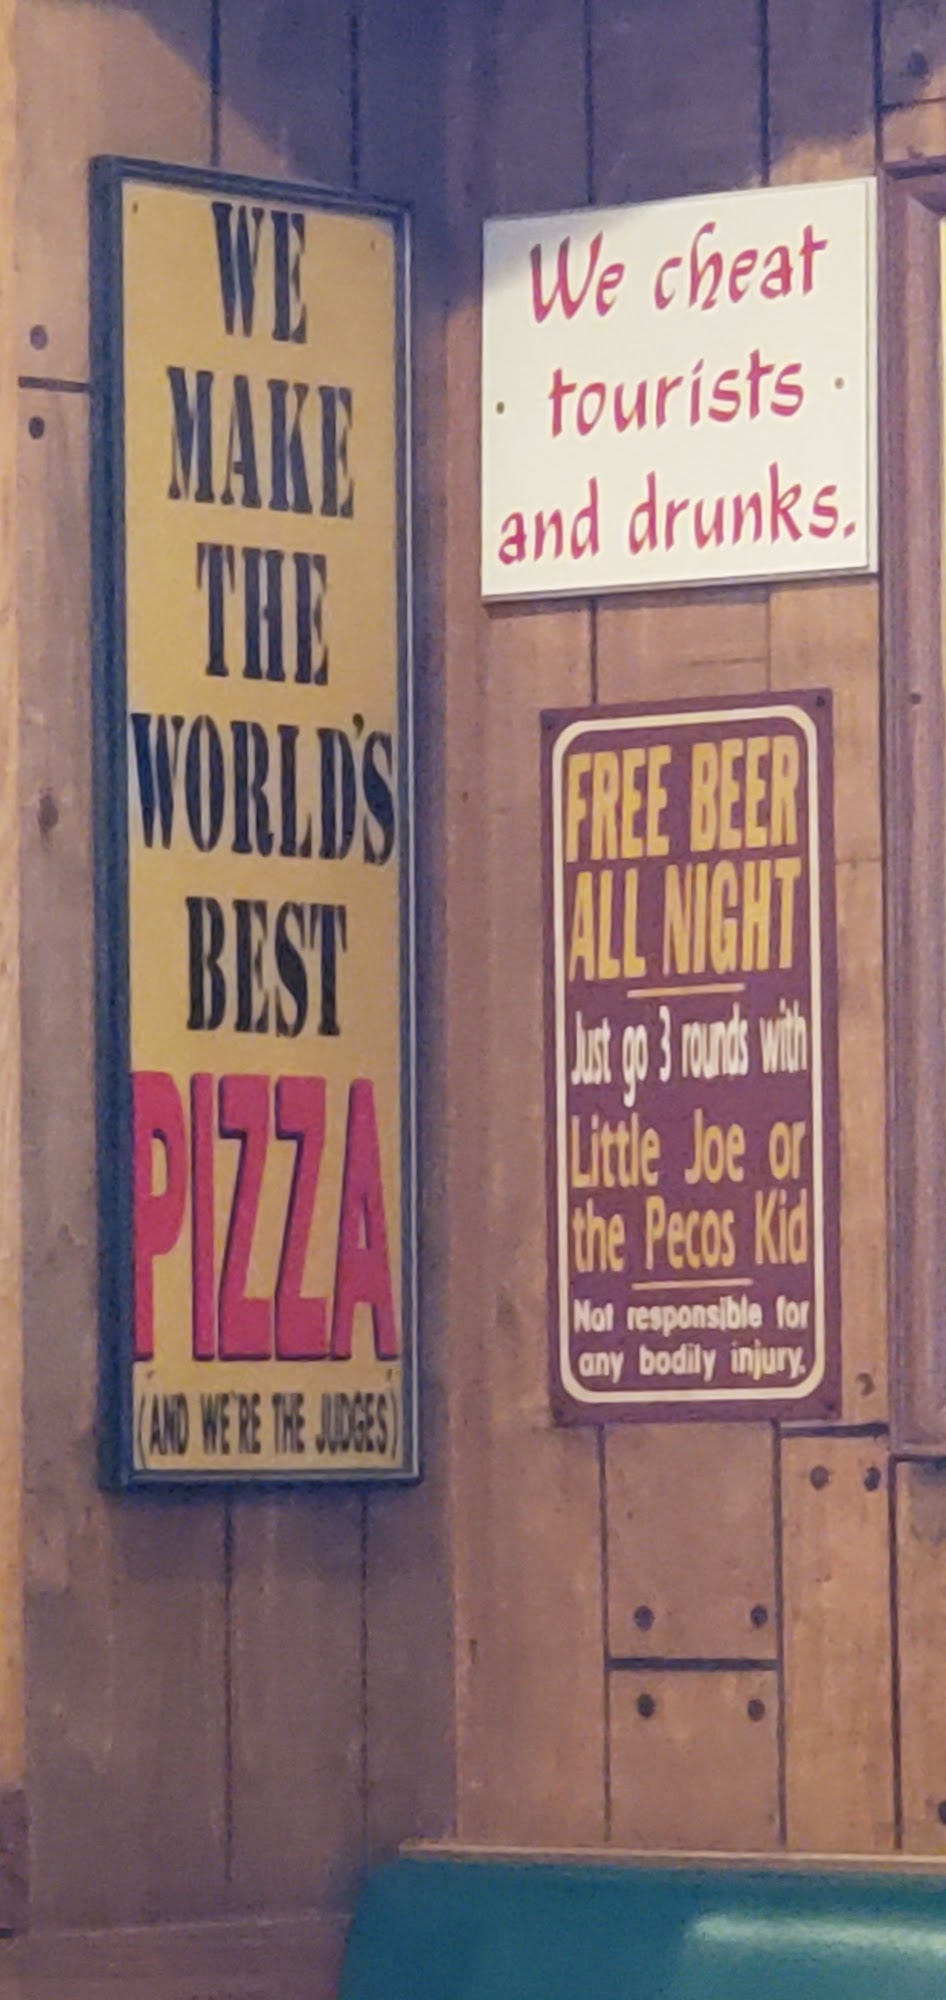 WE
MAKE
THE
WORLD'S
BEST
PIZZA
(AND WE'RE THE JUDGES)
We cheat
tourists
and drunks.
FREE BEER
ALL NIGHT
Just go 3 rounds with
Little Joe or
the Pecos Kid
Not responsible for
any bodily injury.